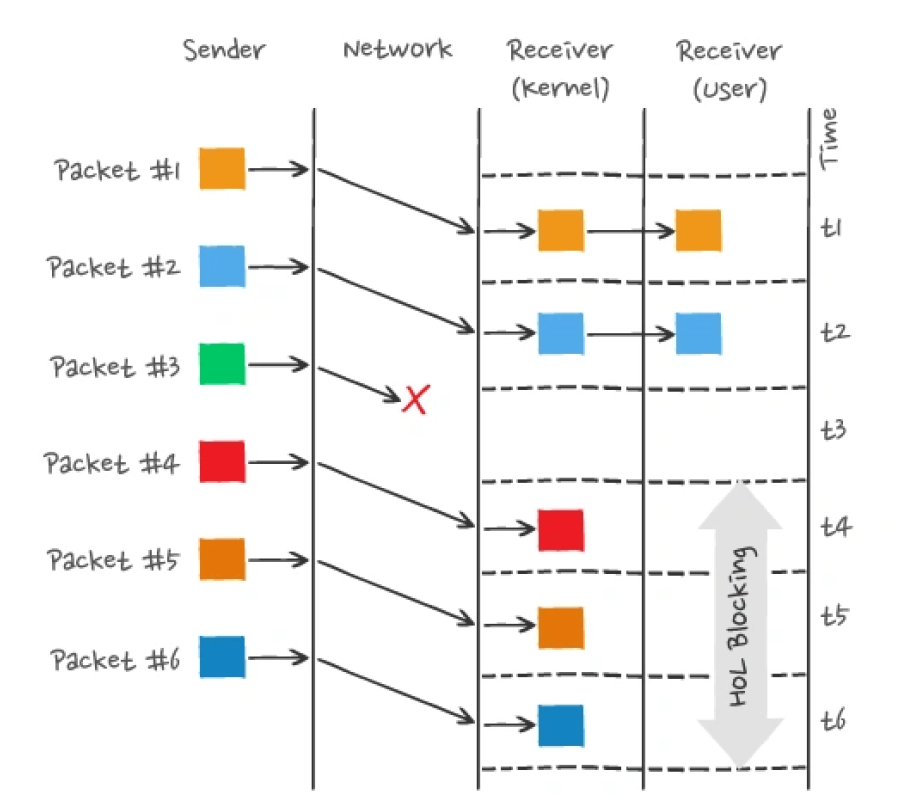 Sender
Network
Receiver
(kernel)
Receiver
(user)
Time
Packet #1
t1
Packet #2
t2
Packet #3
t3
Packet #4
t4
Packet #5
t5
Packet #6
t6
HoL Blocking